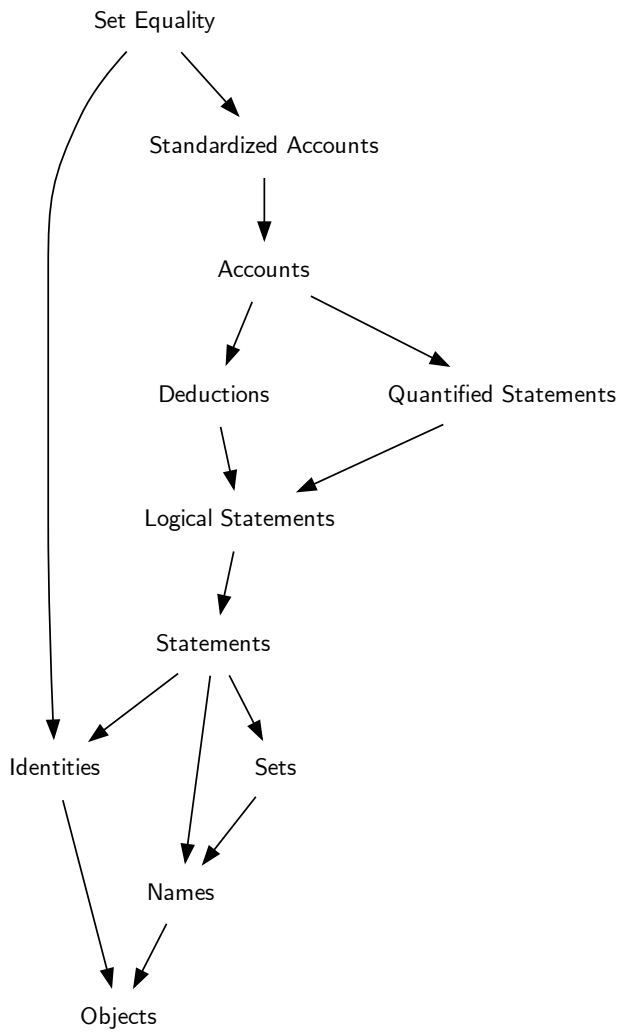 Set Equality
Standardized Accounts
Accounts
Deductions
Quantified Statements
Logical Statements
Statements
Identities
Sets
Names
Objects